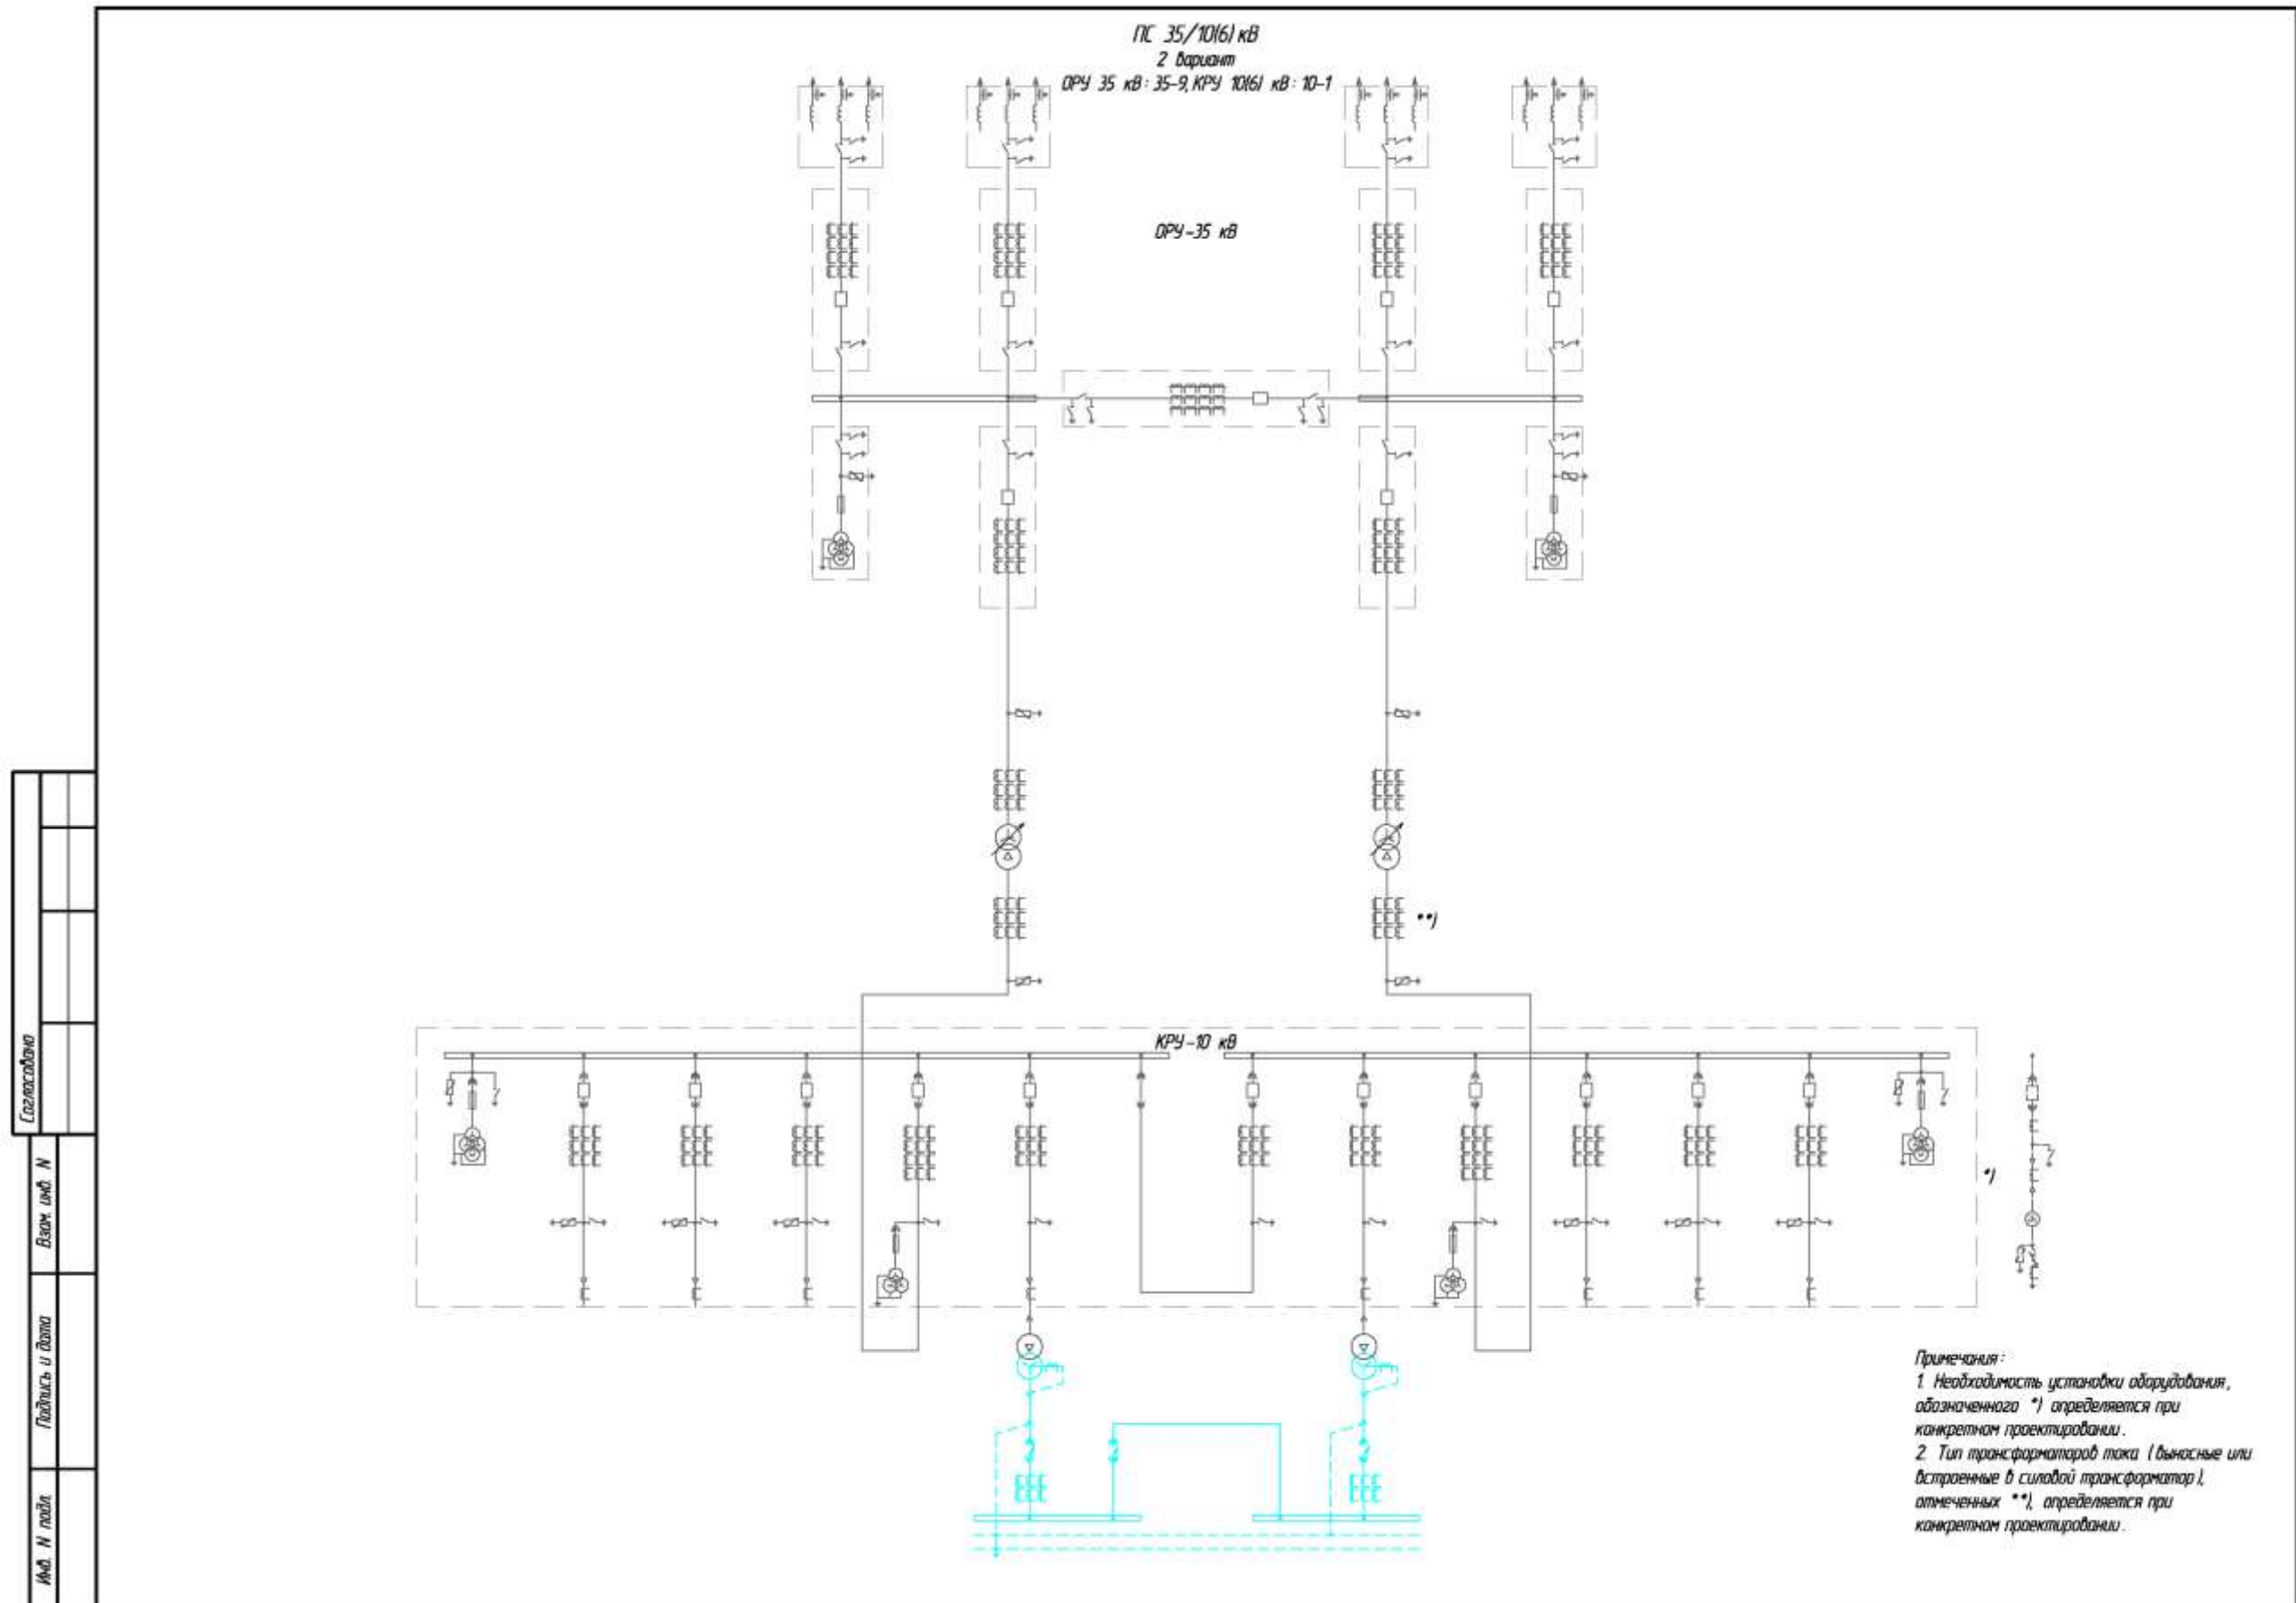 ПС 35/10(6) кВ
2 вариант
ОРУ 35 кВ: 35-9, КРУ 10(6) кВ: 10-1
ОРУ-35 кВ
**)
КРУ-10 кВ
*)
Примечания:
1. Необходимость установки оборудования,
обозначенного *) определяется при
конкретном проектировании.
2. Тип трансформаторов тока (выносные или
встроенные в силовой трансформатор),
отмеченных **), определяется при
конкретном проектировании.
Согласовано
Взам. инв. N
Подпись и дата
Инв. N подл.